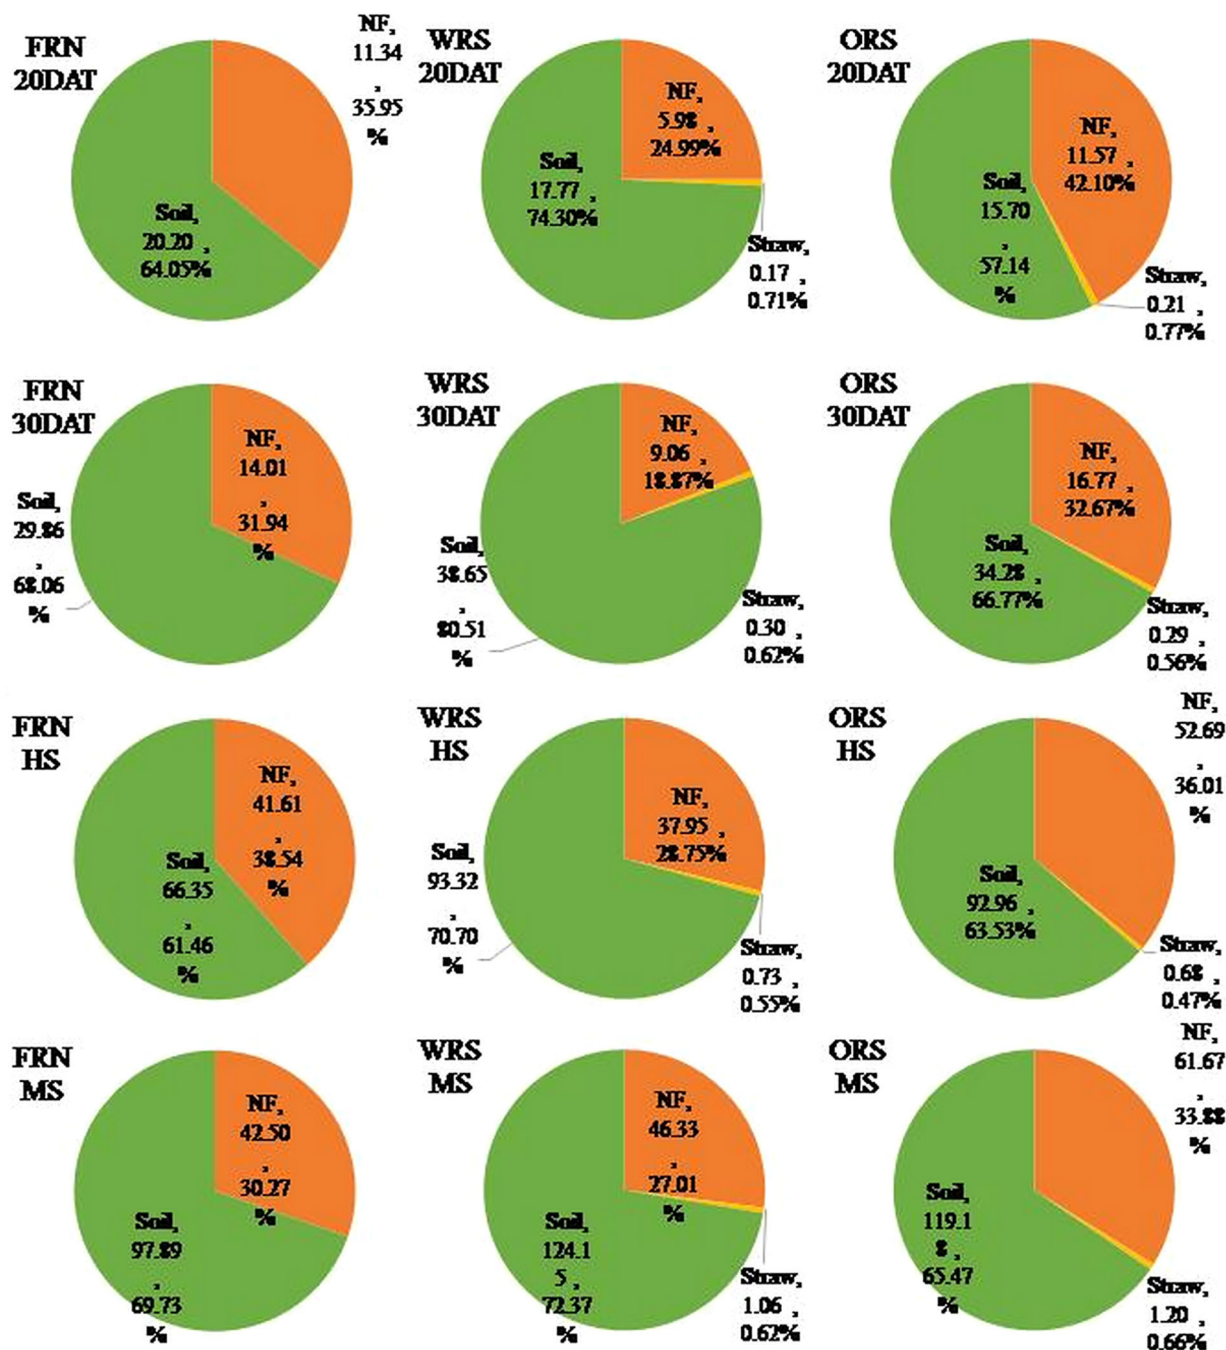 FRN
20DAT
NF,
11.34
,
35.95
%
Soil,
20.20 ,
64.05%
WRS
20DAT
NF,
5.98 ,
24.99%
Soil,
17.77 ,
74.30%
Straw,
0.17 ,
0.71%
ORS
20DAT
NF,
11.57 ,
42.10%
Soil,
15.70
,
57.14
%
Straw,
0.21 ,
0.77%
FRN
30DAT
NF,
14.01
,
31.94
%
Soil,
29.86
,
68.06
%
WRS
30DAT
NF,
9.06 ,
18.87%
Soil,
38.65
,
80.51
%
Straw,
0.30 ,
0.62%
ORS
30DAT
NF,
16.77 ,
32.67%
Soil,
34.28 ,
66.77%
Straw,
0.29 ,
0.56%
FRN
HS
NF,
41.61
,
38.54
%
Soil,
66.35
,
61.46
%
WRS
HS
NF,
37.95 ,
28.75%
Soil,
93.32
,
70.70
%
Straw,
0.73 ,
0.55%
ORS
HS
NF,
52.69
,
36.01
%
Soil,
92.96 ,
63.53%
Straw,
0.68 ,
0.47%
FRN
MS
NF,
42.50
,
30.27
%
Soil,
97.89
,
69.73
%
WRS
MS
NF,
46.33
,
27.01
%
Soil,
124.1
5 ,
72.37
%
Straw,
1.06 ,
0.62%
ORS
MS
NF,
61.67
,
33.88
%
Soil,
119.1
8 ,
65.47
%
Straw,
1.20 ,
0.66%